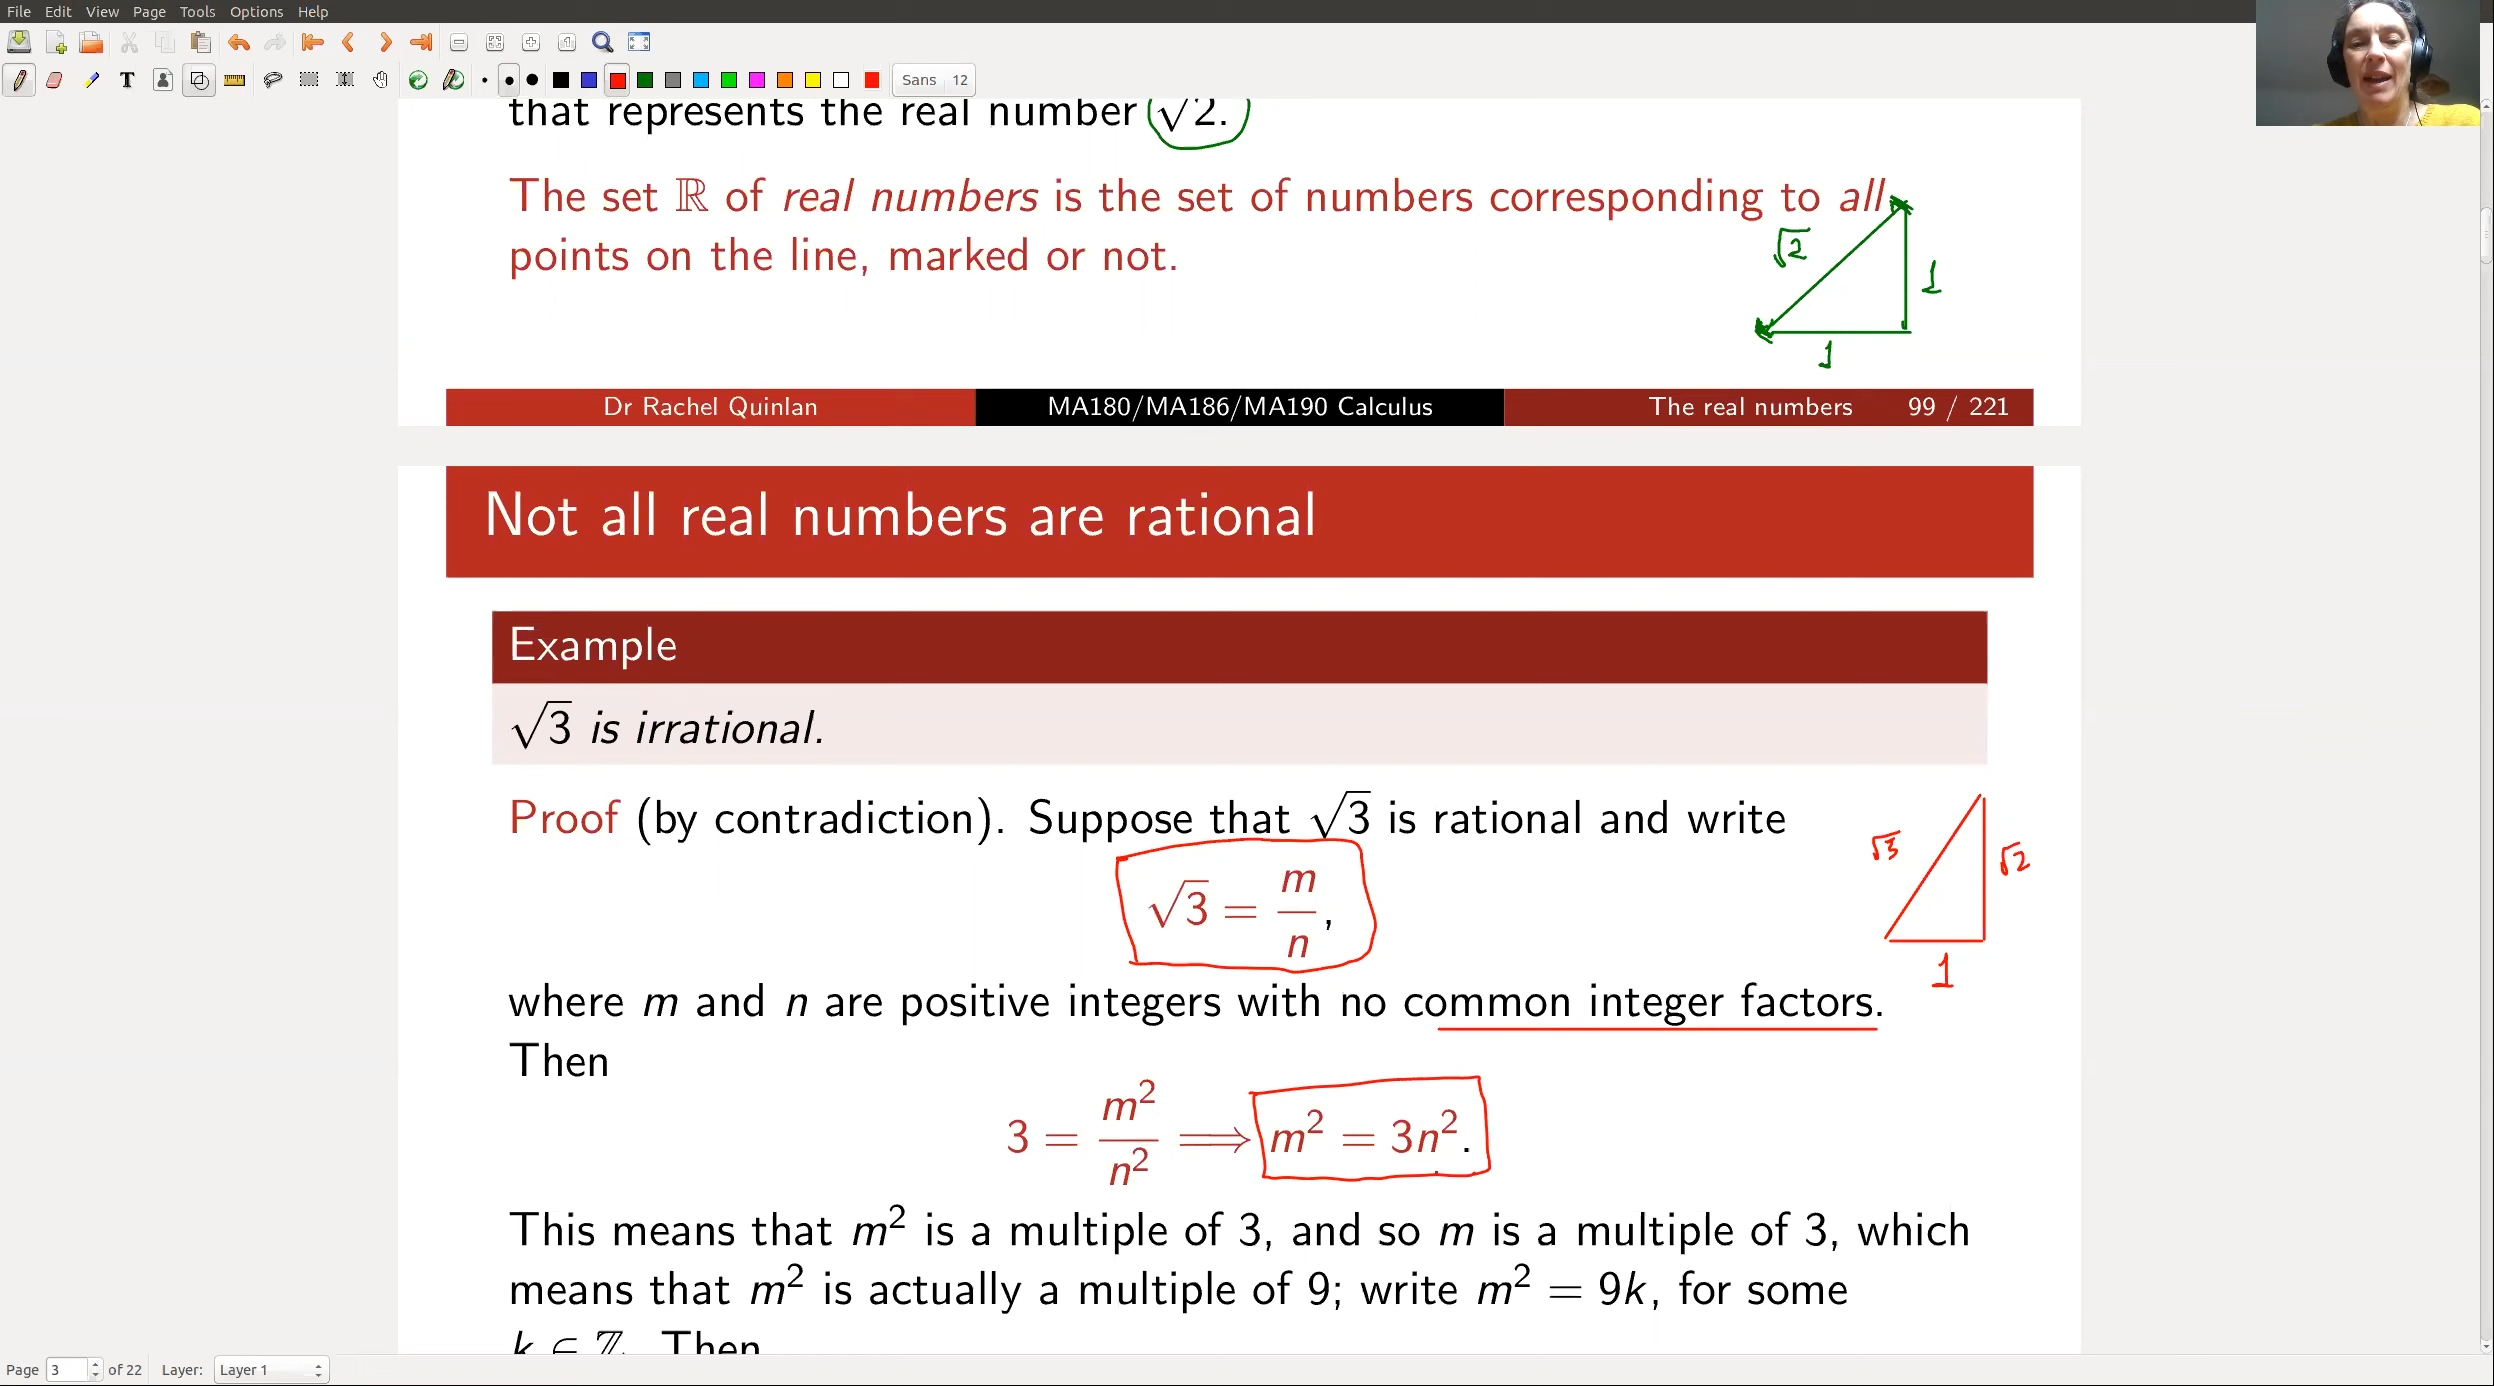 File Edit View Page Tools Options Help
Sans 12
that represents the real number √2.
The set ℝ of real numbers is the set of numbers corresponding to all
points on the line, marked or not.
√2
1
1
Dr Rachel Quinlan MA180/MA186/MA190 Calculus The real numbers 99 / 221
Not all real numbers are rational
Example
√3 is irrational.
Proof (by contradiction). Suppose that √3 is rational and write
√3 = m/n,
√3
√2
1
where m and n are positive integers with no common integer factors.
Then
3 = m²/n² ⟹ m² = 3n².
This means that m² is a multiple of 3, and so m is a multiple of 3, which
means that m² is actually a multiple of 9; write m² = 9k, for some
k ∈ ℤ. Then
Page 3 of 22 Layer: Layer 1